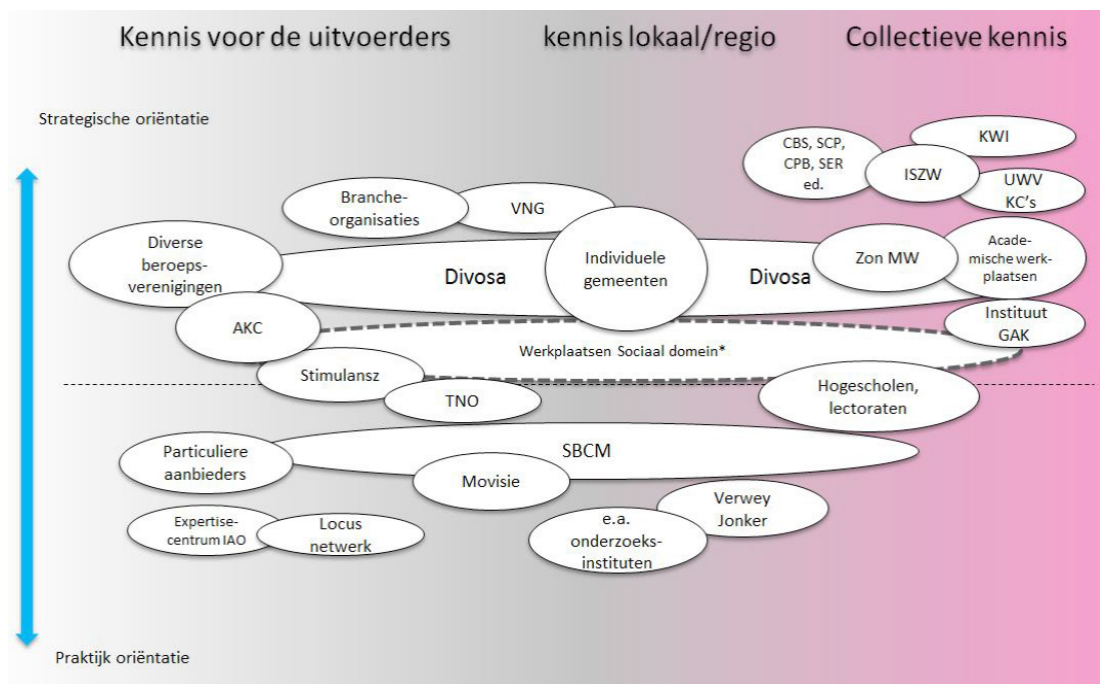 Kennis voor de uitvoerders
kennis lokaal/regio
Collectieve kennis
Strategische oriëntatie
CBS, SCP,
CPB, SER
ed.
KWI
ISZW
UWV
KC's
Branche-
organisaties
VNG
Diverse
beroeps-
verenigingen
Divosa
Individuele
gemeenten
Divosa
Zon MW
Acade-
mische werk-
plaatsen
AKC
Instituut
GAK
Werkplaatsen Sociaal domein*
Stimulansz
TNO
Hogescholen,
lectoraten
Particuliere
aanbieders
SBCM
Movisie
Verwey
Jonker
Expertise-
centrum IAO
Locus
netwerk
e.a.
onderzoeks-
instituten
Praktijk oriëntatie